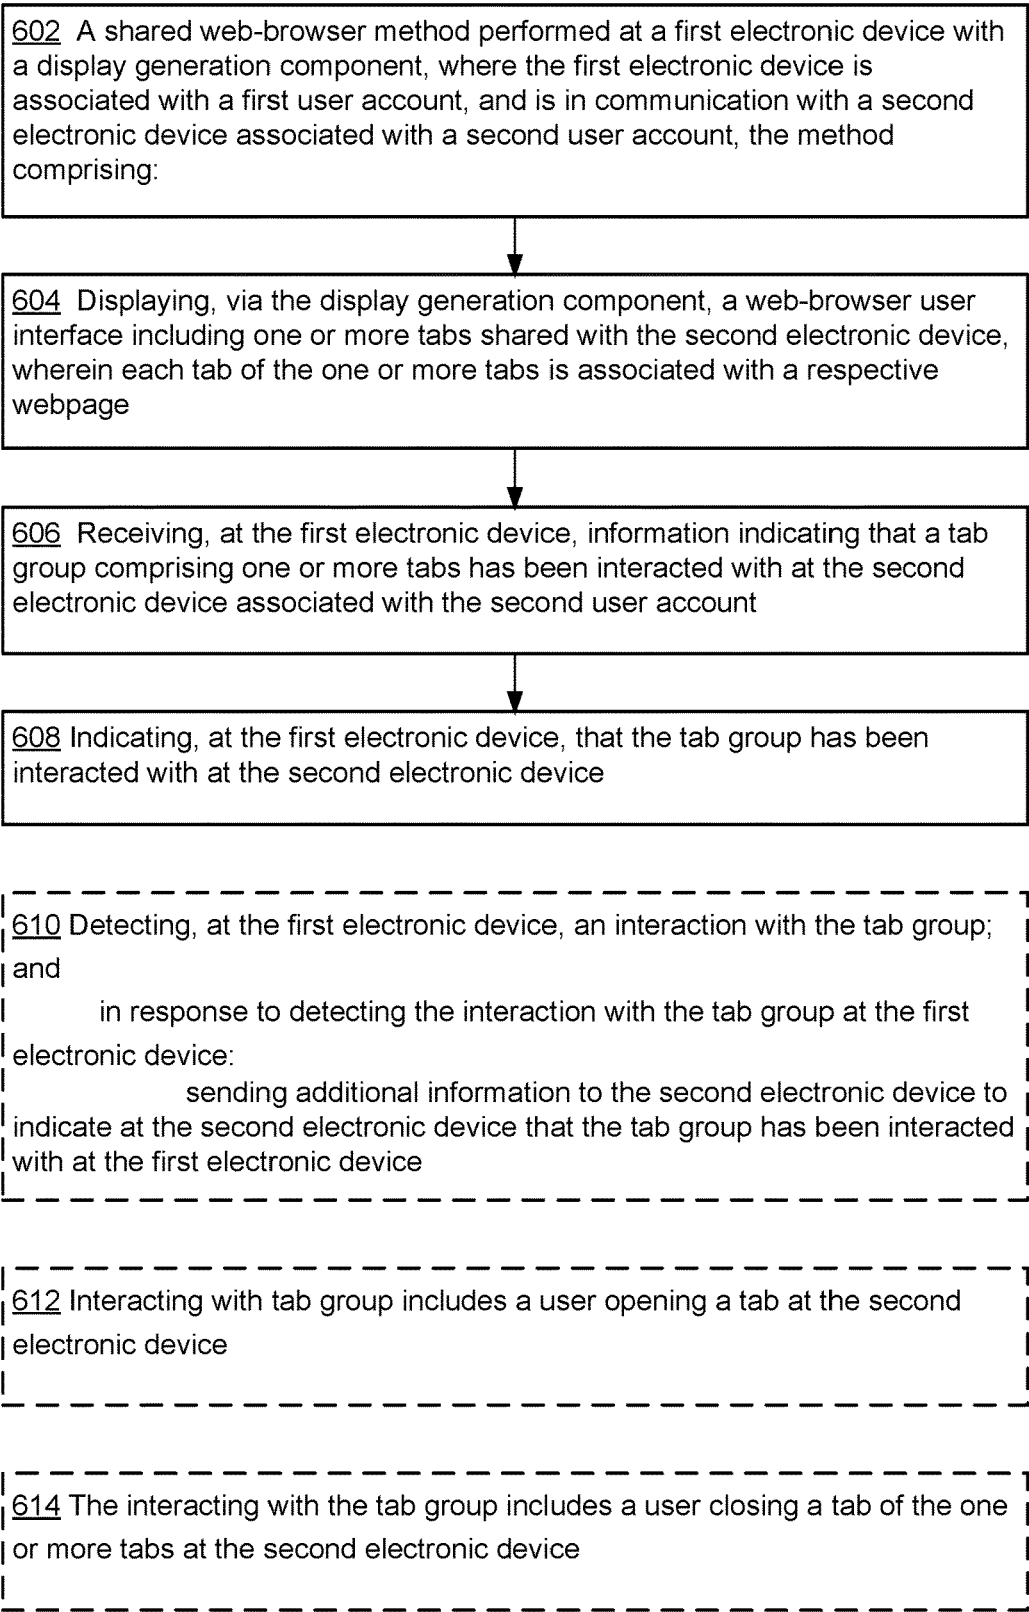 602 A shared web-browser method performed at a first electronic device with
a display generation component, where the first electronic device is
associated with a first user account, and is in communication with a second
electronic device associated with a second user account, the method
comprising:
604 Displaying, via the display generation component, a web-browser user
interface including one or more tabs shared with the second electronic device,
wherein each tab of the one or more tabs is associated with a respective
webpage
606 Receiving, at the first electronic device, information indicating that a tab
group comprising one or more tabs has been interacted with at the second
electronic device associated with the second user account
608 Indicating, at the first electronic device, that the tab group has been
interacted with at the second electronic device
610 Detecting, at the first electronic device, an interaction with the tab group;
and
in response to detecting the interaction with the tab group at the first
electronic device:
sending additional information to the second electronic device to
indicate at the second electronic device that the tab group has been interacted
with at the first electronic device
612 Interacting with tab group includes a user opening a tab at the second
electronic device
614 The interacting with the tab group includes a user closing a tab of the one
or more tabs at the second electronic device